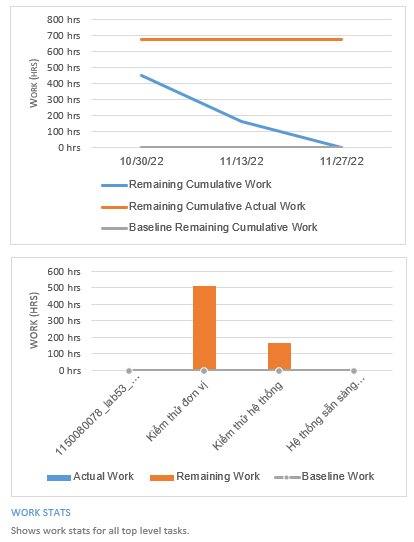 800 hrs
700 hrs
600 hrs
500 hrs
400 hrs
300 hrs
200 hrs
100 hrs
0 hrs
WORK (HRS)
10/30/22 11/13/22 11/27/22
Remaining Cumulative Work
Remaining Cumulative Actual Work
Baseline Remaining Cumulative Work
600 hrs
500 hrs
400 hrs
300 hrs
200 hrs
100 hrs
0 hrs
WORK (HRS)
1150080078_lab53_...
Kiểm thử đơn vị
Kiểm thử hệ thống
Hệ thống sẵn sàng...
Actual Work Remaining Work Baseline Work
WORK STATS
Shows work stats for all top level tasks.